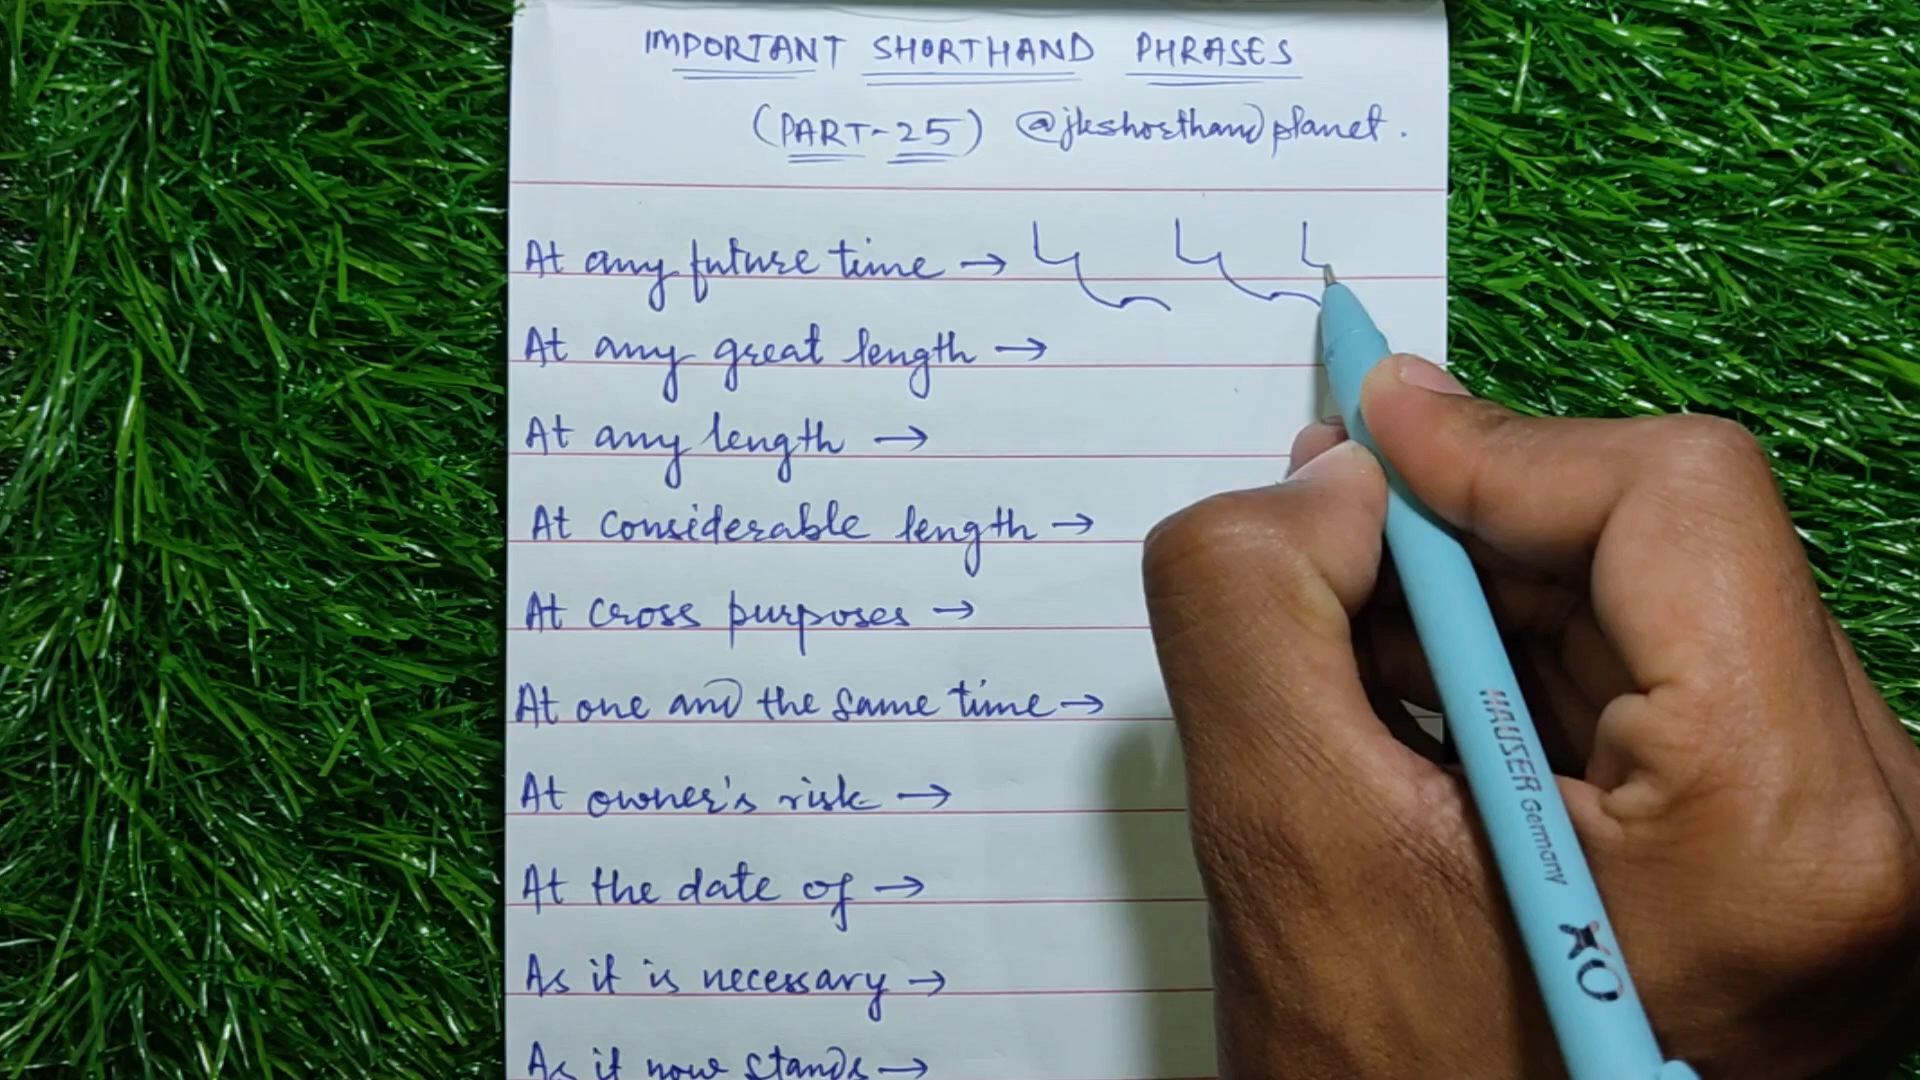 IMPORTANT SHORTHAND PHRASES
(PART-25) @jkshorthandplanet.
At any future time →
At any great length →
At any length →
At considerable length →
At cross purposes →
At one and the same time →
At owner's risk →
At the date of →
As it is necessary →
As it now stands →
HAUSER Germany XO